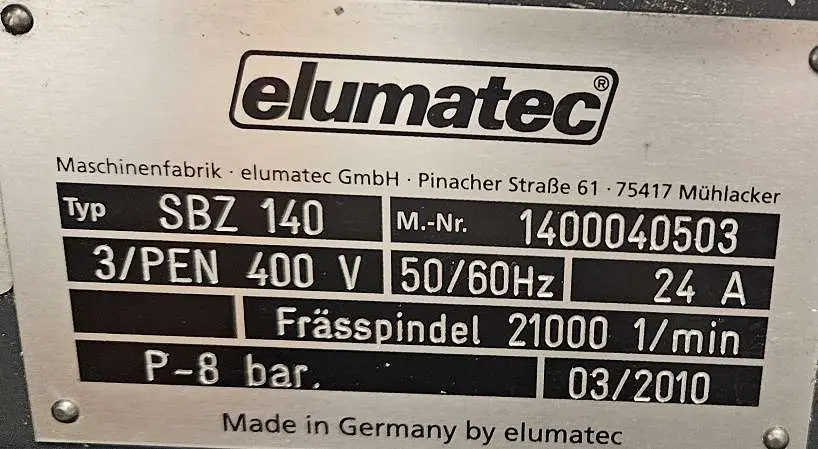 elumatec®
Maschinenfabrik · elumatec GmbH · Pinacher Straße 61 · 75417 Mühlacker
Typ SBZ 140 M.-Nr. 1400040503
3/PEN 400 V 50/60Hz 24 A
Frässpindel 21000 1/min
P-8 bar. 03/2010
Made in Germany by elumatec